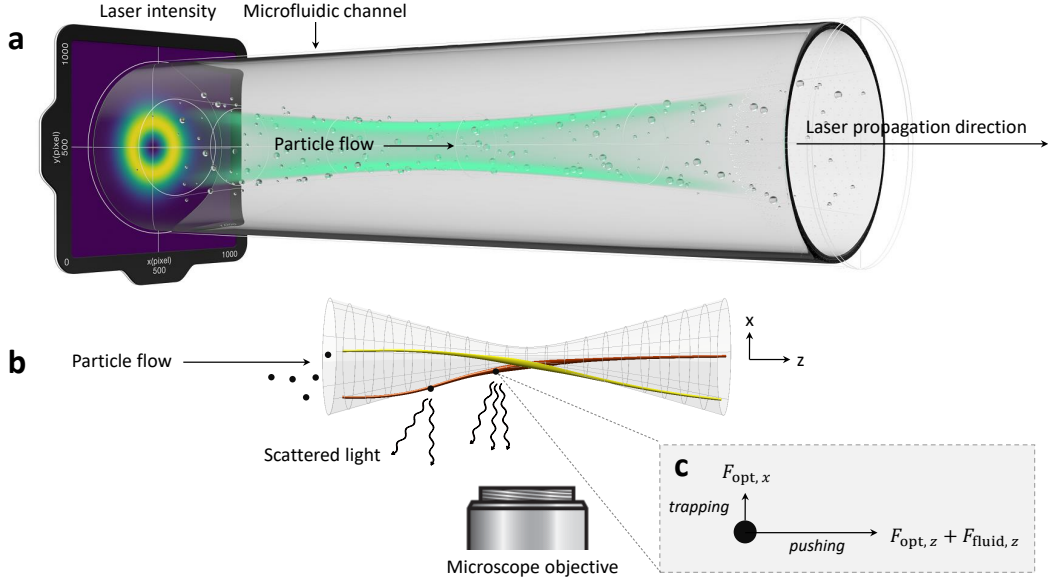 Laser intensity
Microfluidic channel
a
1000
y(pixel)
500
0
x(pixel)
500
1000
Particle flow
Laser propagation direction
b
Particle flow
x
z
Scattered light
Microscope objective
c
F_opt, x
trapping
pushing
F_opt, z + F_fluid, z